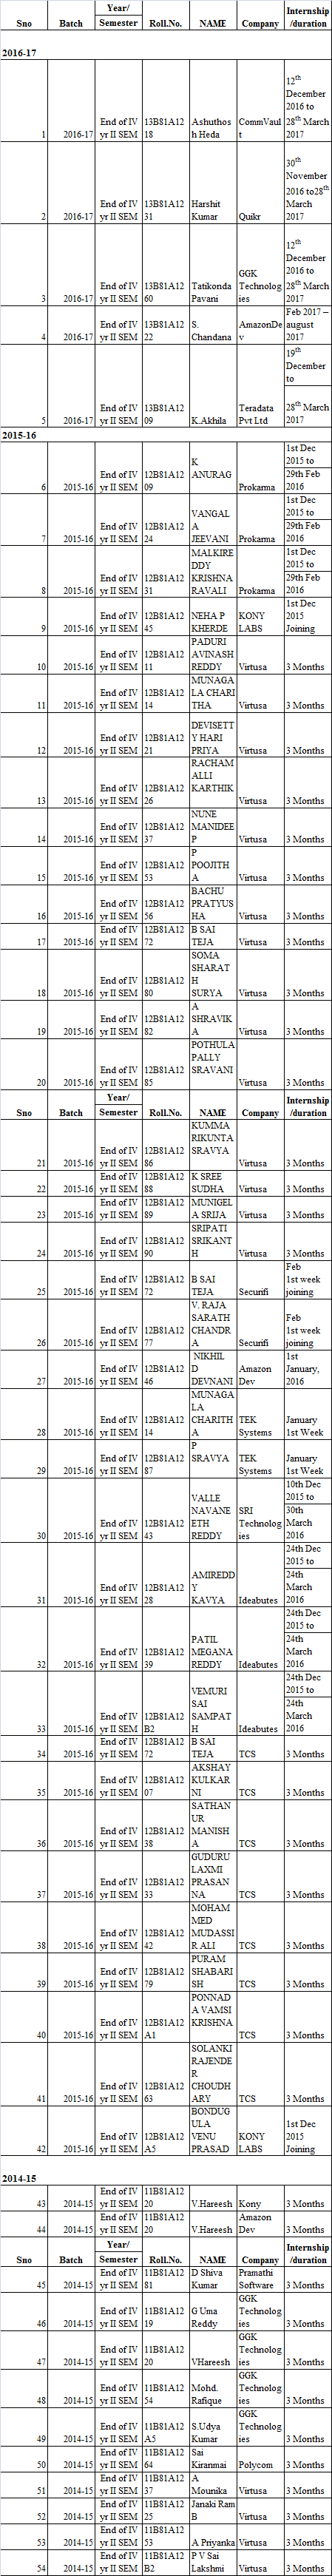 Sno Batch Year/ Semester Roll.No. NAME Company Internship /duration
2016-17
1 2016-17 End of IV yr II SEM 13B81A1218 Ashuthosh Heda CommVault 12th December 2016 to 28th March 2017
2 2016-17 End of IV yr II SEM 13B81A1231 Harshit Kumar Quikr 30th November 2016 to28th March 2017
3 2016-17 End of IV yr II SEM 13B81A1260 Tatikonda Pavani GGK Technologies 12th December 2016 to 28th March 2017
4 2016-17 End of IV yr II SEM 13B81A1222 S. Chandana AmazonDev Feb 2017 – august 2017
5 2016-17 End of IV yr II SEM 13B81A1209 K.Akhila Teradata Pvt Ltd 19th December to 28th March 2017
2015-16
6 2015-16 End of IV yr II SEM 12B81A1209 K ANURAG Prokarma 1st Dec 2015 to 29th Feb 2016
7 2015-16 End of IV yr II SEM 12B81A1224 VANGALA JEEVANI Prokarma 1st Dec 2015 to 29th Feb 2016
8 2015-16 End of IV yr II SEM 12B81A1231 MALKIREDDY KRISHNA RAVALI Prokarma 1st Dec 2015 to 29th Feb 2016
9 2015-16 End of IV yr II SEM 12B81A1245 NEHA P KHERDE KONY LABS 1st Dec 2015 Joining
10 2015-16 End of IV yr II SEM 12B81A1211 PADURI AVINASH REDDY Virtusa 3 Months
11 2015-16 End of IV yr II SEM 12B81A1214 MUNAGALA CHARITHA Virtusa 3 Months
12 2015-16 End of IV yr II SEM 12B81A1221 DEVISETTY HARI PRIYA Virtusa 3 Months
13 2015-16 End of IV yr II SEM 12B81A1226 RACHAMALLI KARTHIK Virtusa 3 Months
14 2015-16 End of IV yr II SEM 12B81A1237 NUNE MANIDEEP Virtusa 3 Months
15 2015-16 End of IV yr II SEM 12B81A1253 P POOJITHA Virtusa 3 Months
16 2015-16 End of IV yr II SEM 12B81A1256 BACHU PRATYUSHA Virtusa 3 Months
17 2015-16 End of IV yr II SEM 12B81A1272 B SAI TEJA Virtusa 3 Months
18 2015-16 End of IV yr II SEM 12B81A1280 SOMA SHARATH SURYA Virtusa 3 Months
19 2015-16 End of IV yr II SEM 12B81A1282 A SHRAVIKA Virtusa 3 Months
20 2015-16 End of IV yr II SEM 12B81A1285 POTHULAPALLY SRAVANI Virtusa 3 Months
Sno Batch Year/ Semester Roll.No. NAME Company Internship /duration
21 2015-16 End of IV yr II SEM 12B81A1286 KUMMARIKUNTA SRAVYA Virtusa 3 Months
22 2015-16 End of IV yr II SEM 12B81A1288 K SREE SUDHA Virtusa 3 Months
23 2015-16 End of IV yr II SEM 12B81A1289 MUNIGELA SRIJA Virtusa 3 Months
24 2015-16 End of IV yr II SEM 12B81A1290 SRIPATI SRIKANTH Virtusa 3 Months
25 2015-16 End of IV yr II SEM 12B81A1272 B SAI TEJA Securifi Feb 1st week joining
26 2015-16 End of IV yr II SEM 12B81A1277 V. RAJA SARATH CHANDRA Securifi Feb 1st week joining
27 2015-16 End of IV yr II SEM 12B81A1246 NIKHIL D DEVNANI Amazon Dev 1st January, 2016
28 2015-16 End of IV yr II SEM 12B81A1214 MUNAGALA CHARITHA TEK Systems January 1st Week
29 2015-16 End of IV yr II SEM 12B81A1287 P SRAVYA TEK Systems January 1st Week
30 2015-16 End of IV yr II SEM 12B81A1243 VALLE NAVANEETH REDDY SRI Technologies 10th Dec 2015 to 30th March 2016
31 2015-16 End of IV yr II SEM 12B81A1228 AMIREDDY KAVYA Ideabutes 24th Dec 2015 to 24th March 2016
32 2015-16 End of IV yr II SEM 12B81A1239 PATIL MEGANA REDDY Ideabutes 24th Dec 2015 to 24th March 2016
33 2015-16 End of IV yr II SEM 12B81A12B2 VEMURI SAI SAMPATH Ideabutes 24th Dec 2015 to 24th March 2016
34 2015-16 End of IV yr II SEM 12B81A1272 B SAI TEJA TCS 3 Months
35 2015-16 End of IV yr II SEM 12B81A1207 AKSHAY KULKARNI TCS 3 Months
36 2015-16 End of IV yr II SEM 12B81A1238 SATHANUR MANISHA TCS 3 Months
37 2015-16 End of IV yr II SEM 12B81A1233 GUDURU LAXMI PRASANNA TCS 3 Months
38 2015-16 End of IV yr II SEM 12B81A1242 MOHAMMED MUDASSIR ALI TCS 3 Months
39 2015-16 End of IV yr II SEM 12B81A1279 PURAM SHABARISH TCS 3 Months
40 2015-16 End of IV yr II SEM 12B81A12A1 PONNADA VAMSI KRISHNA TCS 3 Months
41 2015-16 End of IV yr II SEM 12B81A1263 SOLANKI RAJENDER CHOUDHARY TCS 3 Months
42 2015-16 End of IV yr II SEM 12B81A12A5 BONDUGULA VENU PRASAD KONY LABS 1st Dec 2015 Joining
2014-15
43 2014-15 End of IV yr II SEM 11B81A1220 V.Hareesh Kony 3 Months
44 2014-15 End of IV yr II SEM 11B81A1220 V.Hareesh Amazon Dev 3 Months
Sno Batch Year/ Semester Roll.No. NAME Company Internship /duration
45 2014-15 End of IV yr II SEM 11B81A1281 D Shiva Kumar Pramathi Software 3 Months
46 2014-15 End of IV yr II SEM 11B81A1219 G Uma Reddy GGK Technologies 3 Months
47 2014-15 End of IV yr II SEM 11B81A1220 VHareesh GGK Technologies 3 Months
48 2014-15 End of IV yr II SEM 11B81A1254 Mohd. Rafique GGK Technologies 3 Months
49 2014-15 End of IV yr II SEM 11B81A12A5 S.Udya Kumar GGK Technologies 3 Months
50 2014-15 End of IV yr II SEM 11B81A1264 Sai Kiranmai Polycom 3 Months
51 2014-15 End of IV yr II SEM 11B81A1237 A Mounika Virtusa 3 Months
52 2014-15 End of IV yr II SEM 11B81A1225 Janaki Ram B Virtusa 3 Months
53 2014-15 End of IV yr II SEM 11B81A1253 A Priyanka Virtusa 3 Months
54 2014-15 End of IV yr II SEM 11B81A12B2 P V Sai Lakshmi Virtusa 3 Months